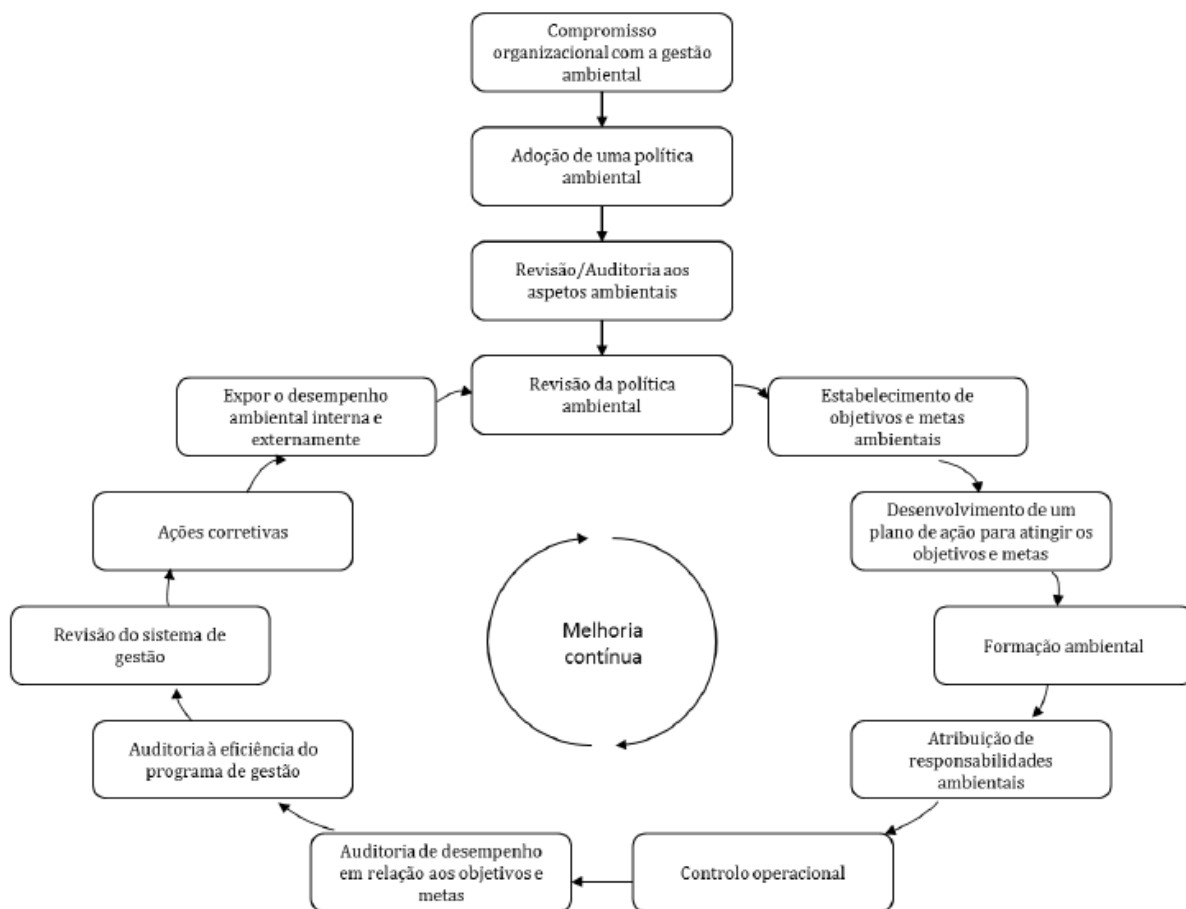 Compromisso
organizacional com a gestão
ambiental
Adoção de uma política
ambiental
Revisão/Auditoria aos
aspetos ambientais
Revisão da política
ambiental
Estabelecimento de
objetivos e metas
ambientais
Desenvolvimento de um
plano de ação para atingir os
objetivos e metas
Formação ambiental
Atribuição de
responsabilidades
ambientais
Controlo operacional
Auditoria de desempenho
em relação aos objetivos e
metas
Auditoria à eficiência do
programa de gestão
Revisão do sistema de
gestão
Ações corretivas
Expor o desempenho
ambiental interna e
externamente
Melhoria
contínua